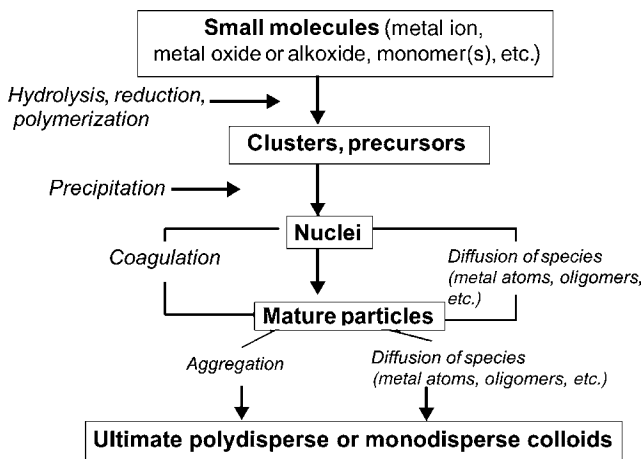 Small molecules (metal ion,
metal oxide or alkoxide, monomer(s), etc.)
Hydrolysis, reduction,
polymerization
Clusters, precursors
Precipitation
Nuclei
Coagulation
Diffusion of species
(metal atoms, oligomers,
etc.)
Mature particles
Aggregation
Diffusion of species
(metal atoms, oligomers, etc.)
Ultimate polydisperse or monodisperse colloids